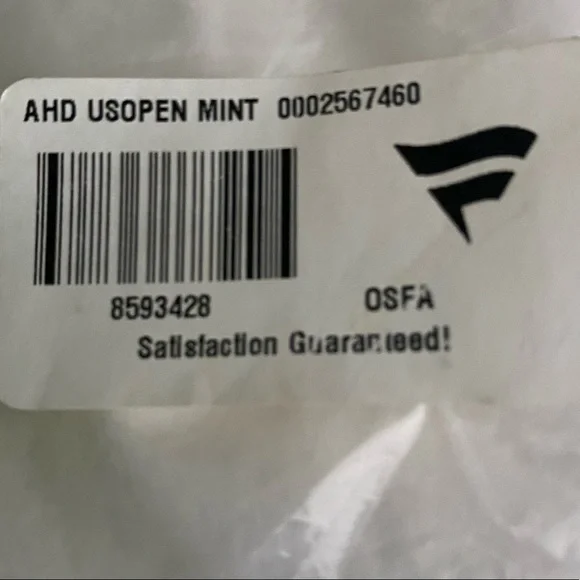 AHD USOPEN MINT 0002567460
8593428
OSFA
Satisfaction Guaranteed!